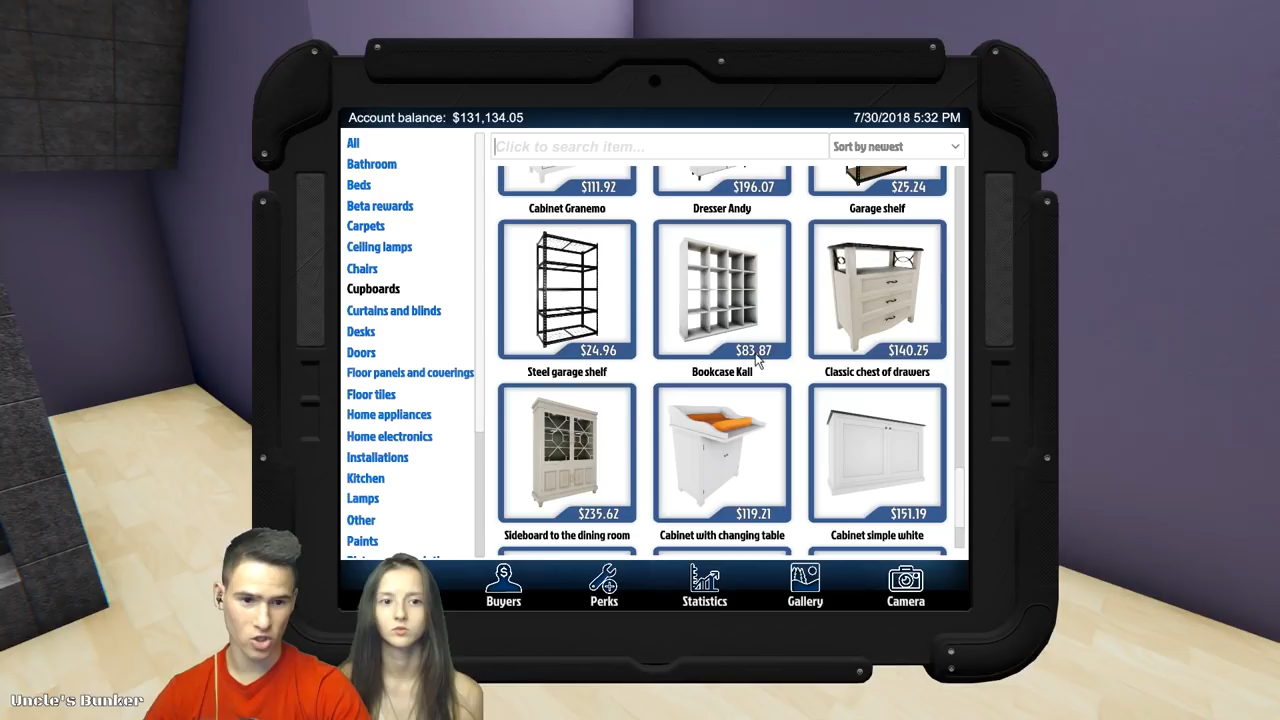 Account balance: $131,134.05
7/30/2018 5:32 PM
All
Bathroom
Beds
Beta rewards
Carpets
Ceiling lamps
Chairs
Cupboards
Curtains and blinds
Desks
Doors
Floor panels and coverings
Floor tiles
Home appliances
Home electronics
Installations
Kitchen
Lamps
Other
Paints
Click to search item...
Sort by newest
$111.92
$196.07
$25.24
Cabinet Granemo
Dresser Andy
Garage shelf
$24.96
$83.87
$140.25
Steel garage shelf
Bookcase Kall
Classic chest of drawers
$235.62
$119.21
$151.19
Sideboard to the dining room
Cabinet with changing table
Cabinet simple white
Buyers
Perks
Statistics
Gallery
Camera
Uncle's Bunker